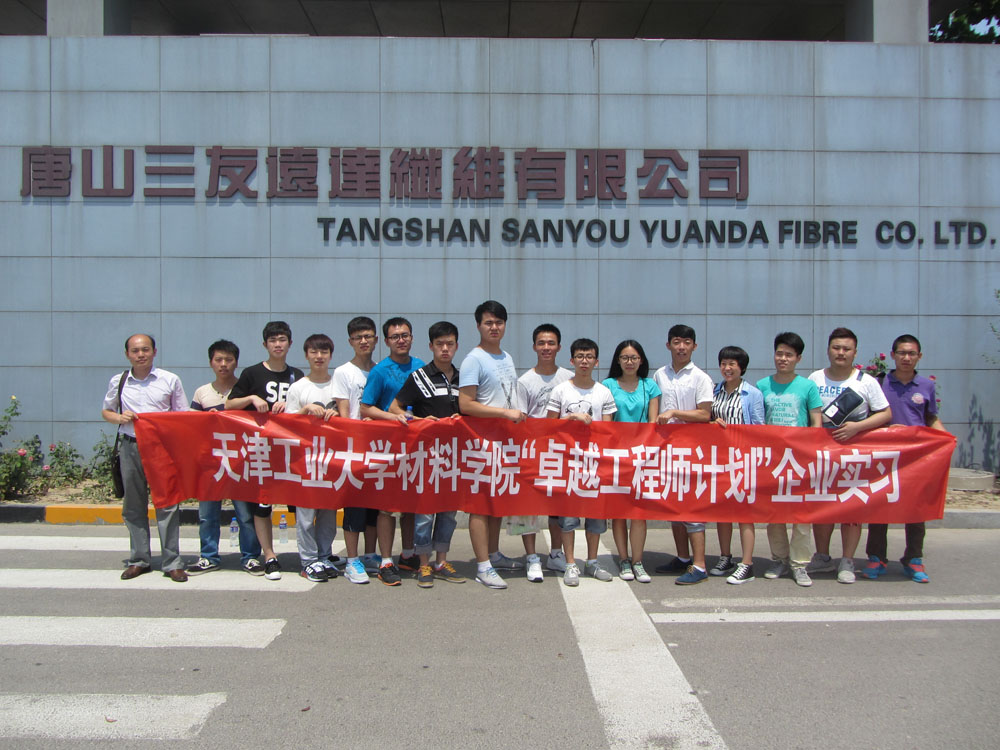 唐山三友遠達纖維有限公司
TANGSHAN SANYOU YUANDA FIBRE CO. LTD.
天津工业大学材料学院“卓越工程师计划”企业实习